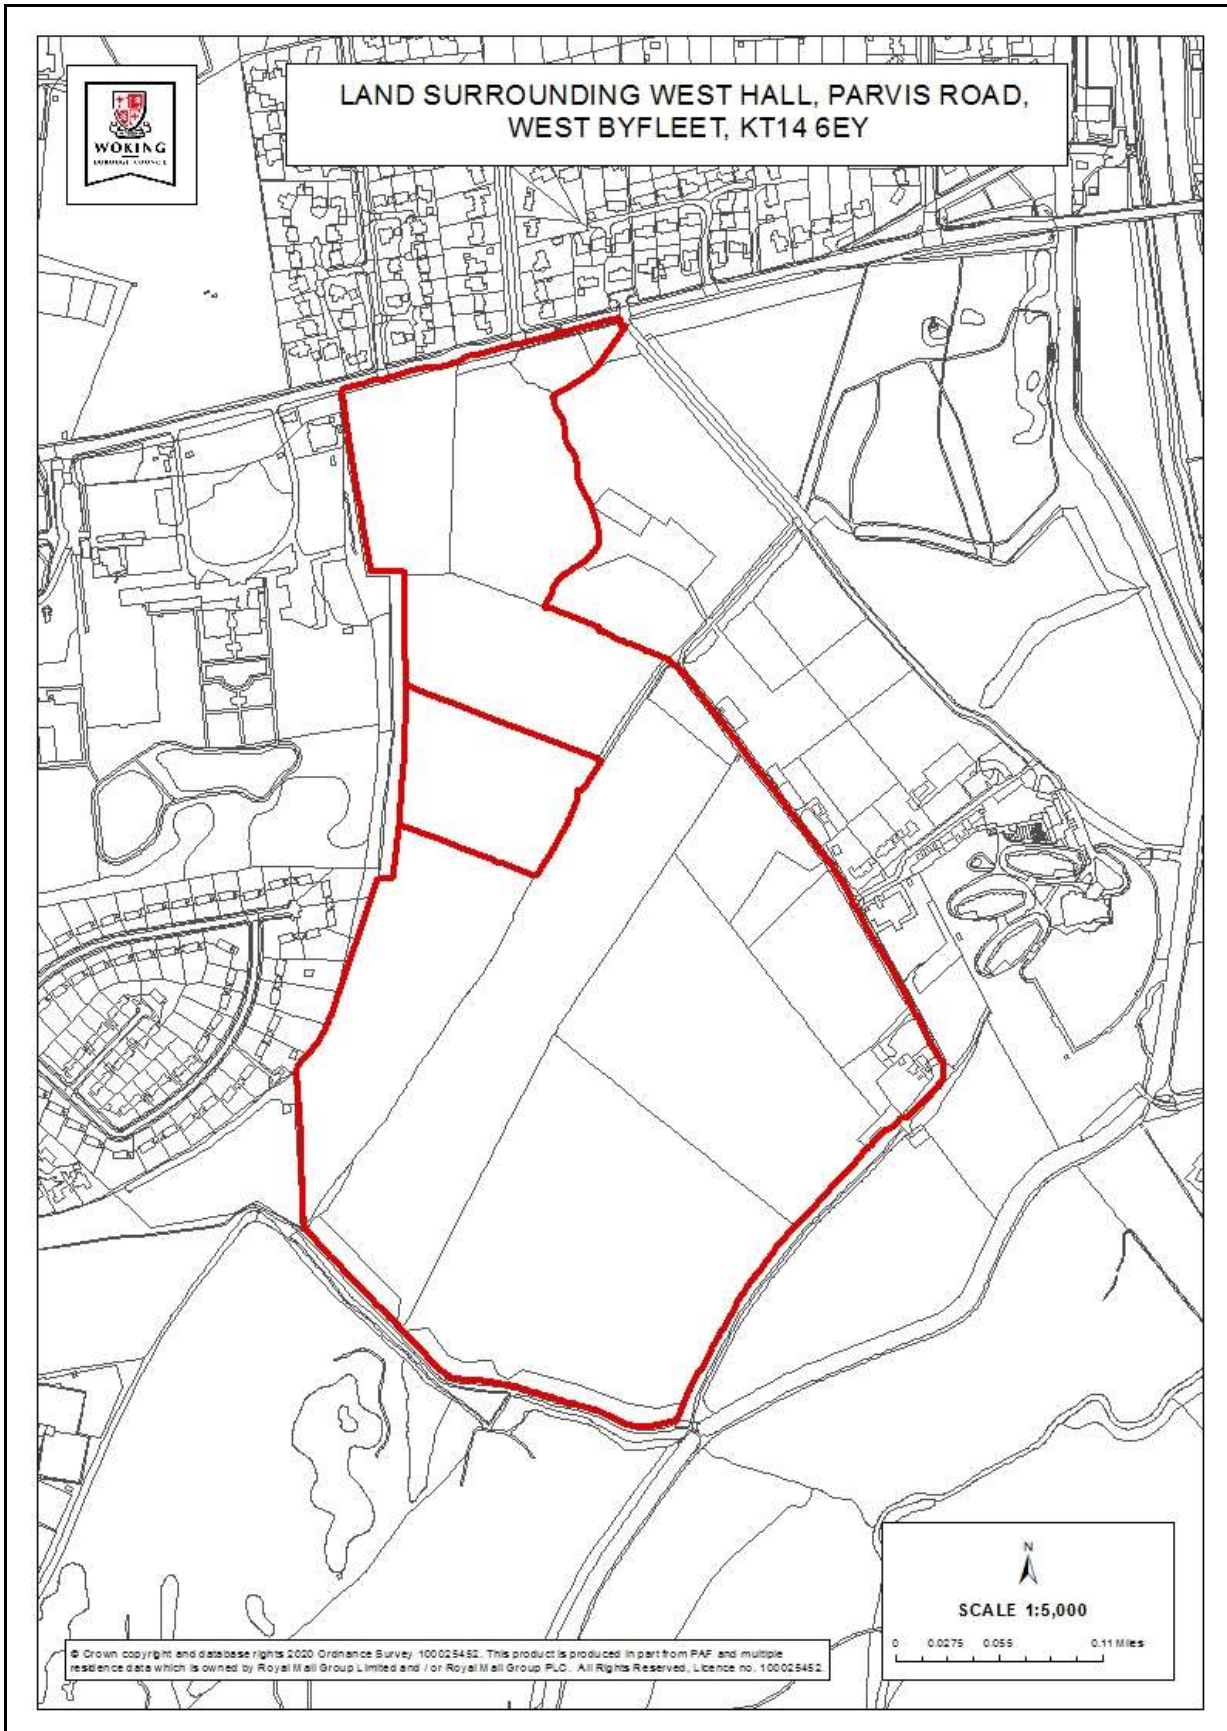 WOKING
BOROUGH COUNCIL
LAND SURROUNDING WEST HALL, PARVIS ROAD,
WEST BYFLEET, KT14 6EY
N
SCALE 1:5,000
0 0.0275 0.055 0.11 Miles
© Crown copyright and database rights 2020 Ordnance Survey 100025452. This product is produced in part from PAF and multiple
residence data which is owned by Royal Mail Group Limited and / or Royal Mail Group PLC. All Rights Reserved, Licence no. 100025452.